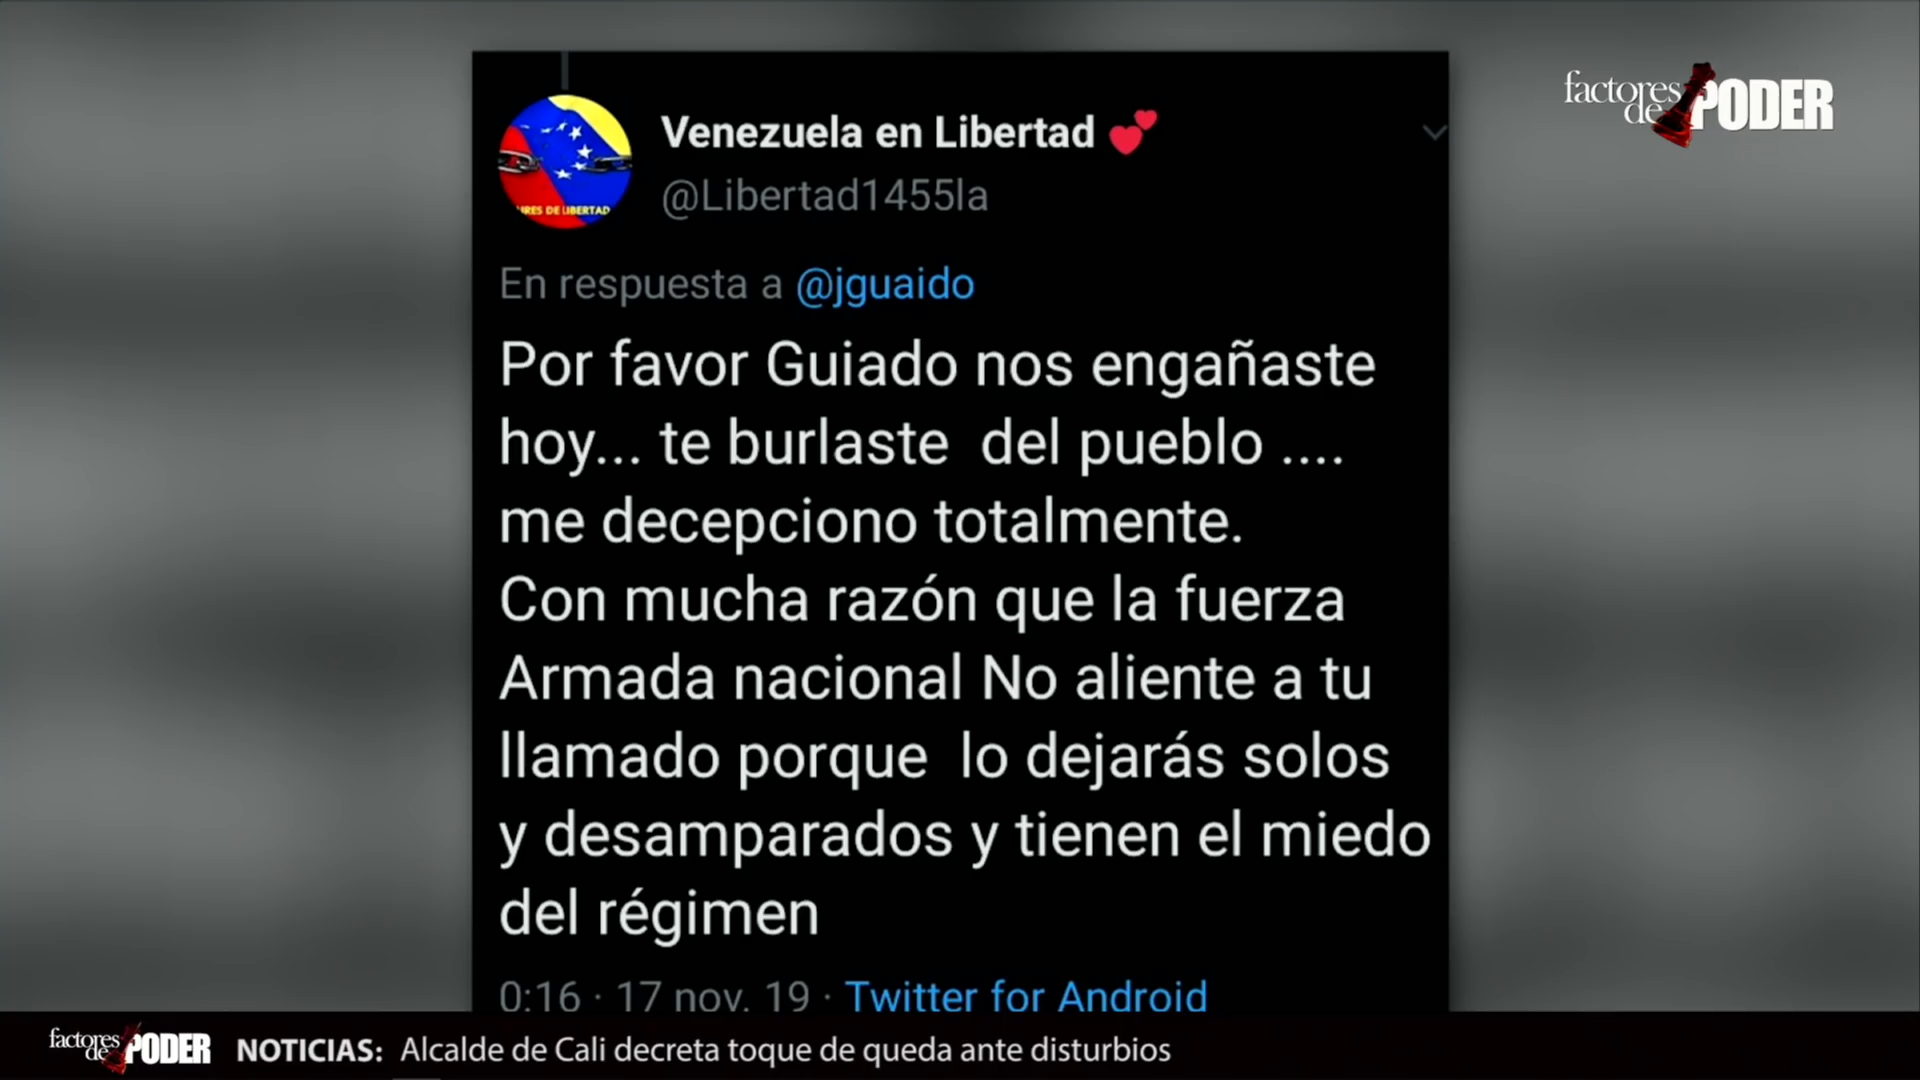 factores de PODER
Venezuela en Libertad 💕
@Libertad1455la
IRES DE LIBERTAD
En respuesta a @jguaido
Por favor Guiado nos engañaste
hoy... te burlaste  del pueblo ....
me decepciono totalmente.
Con mucha razón que la fuerza
Armada nacional No aliente a tu
llamado porque  lo dejarás solos
y desamparados y tienen el miedo
del régimen
0:16 · 17 nov. 19 · Twitter for Android
factores de PODER NOTICIAS: Alcalde de Cali decreta toque de queda ante disturbios